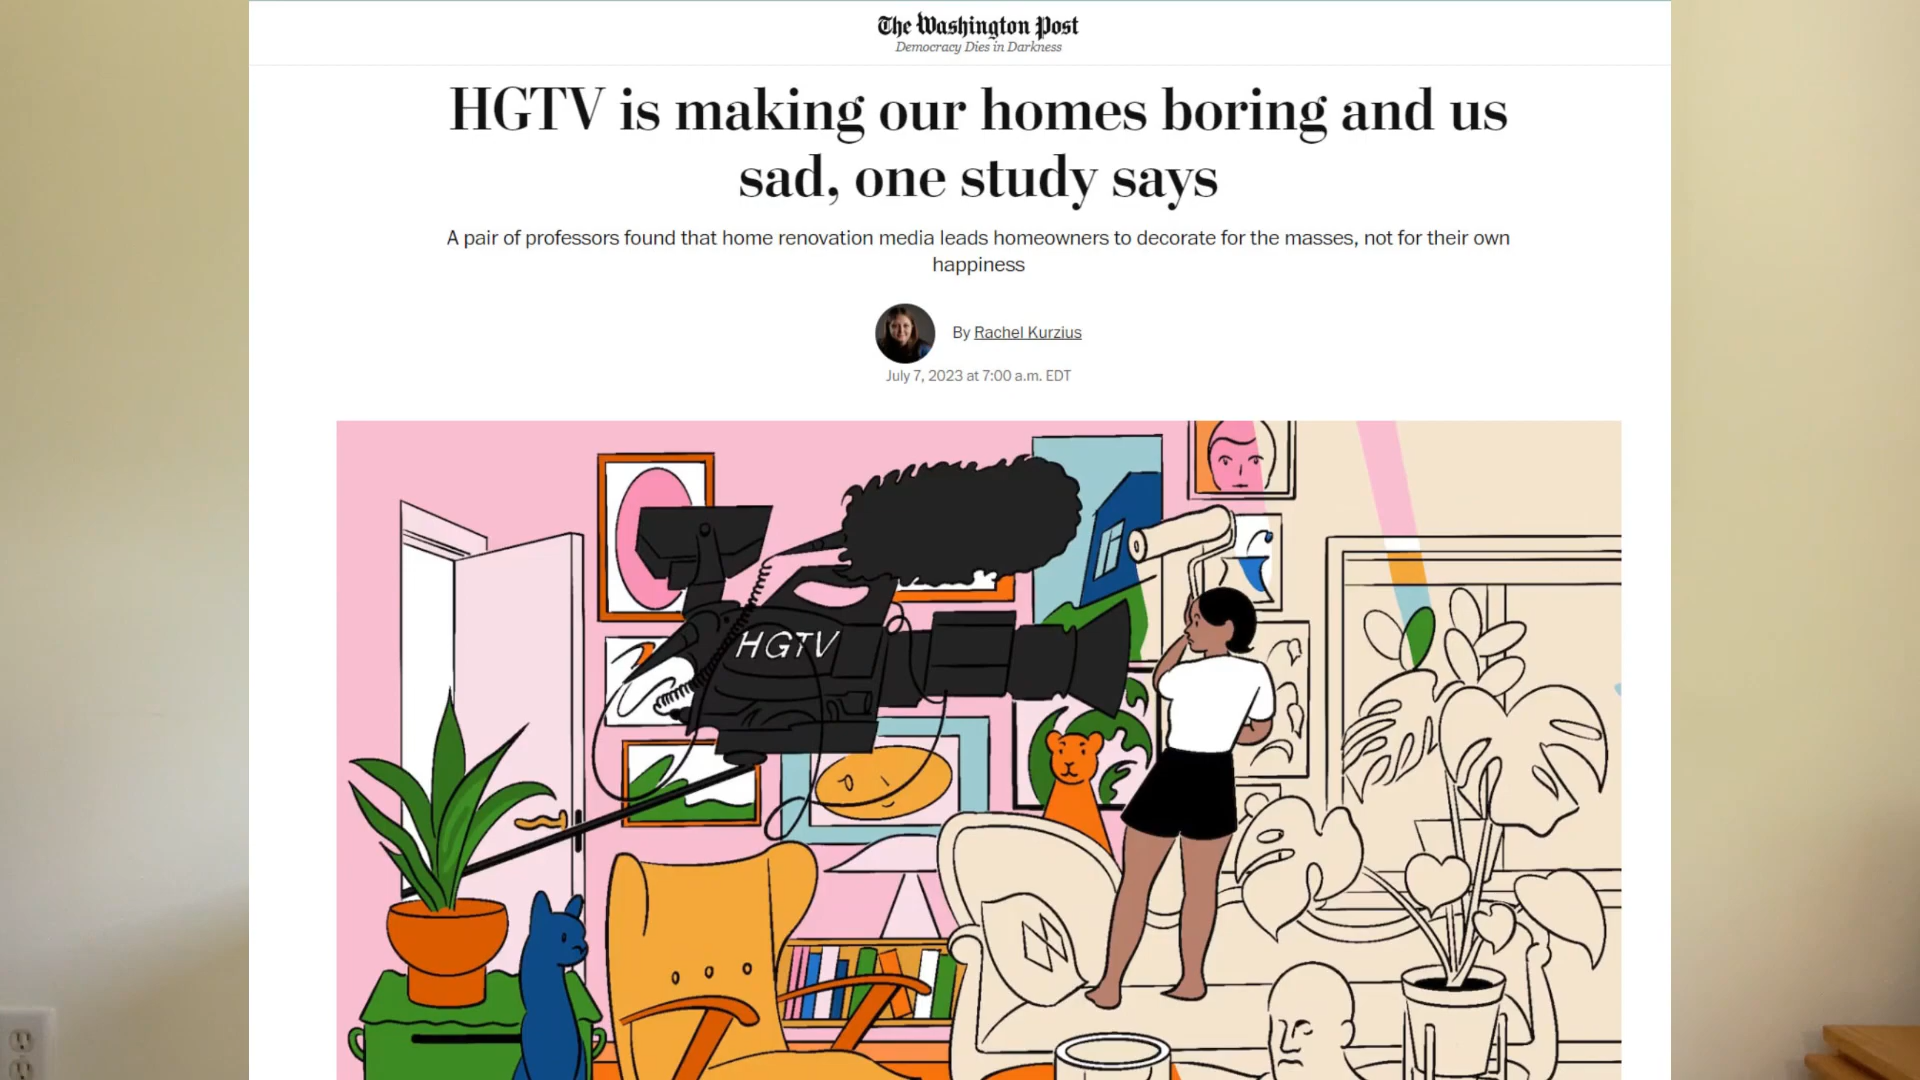 The Washington Post
Democracy Dies in Darkness
HGTV is making our homes boring and us
sad, one study says
A pair of professors found that home renovation media leads homeowners to decorate for the masses, not for their own
happiness
By Rachel Kurzius
July 7, 2023 at 7:00 a.m. EDT
HGTV